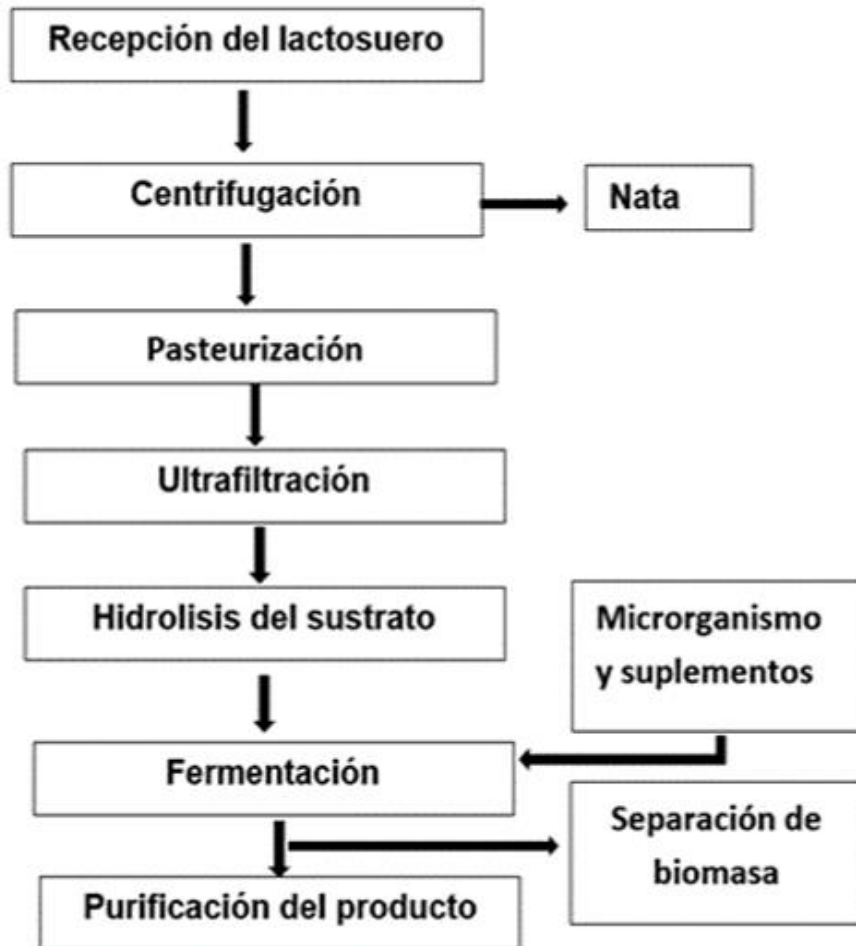 Recepción del lactosuero
Centrifugación
Nata
Pasteurización
Ultrafiltración
Hidrolisis del sustrato
Microrganismo
y suplementos
Fermentación
Separación de
biomasa
Purificación del producto